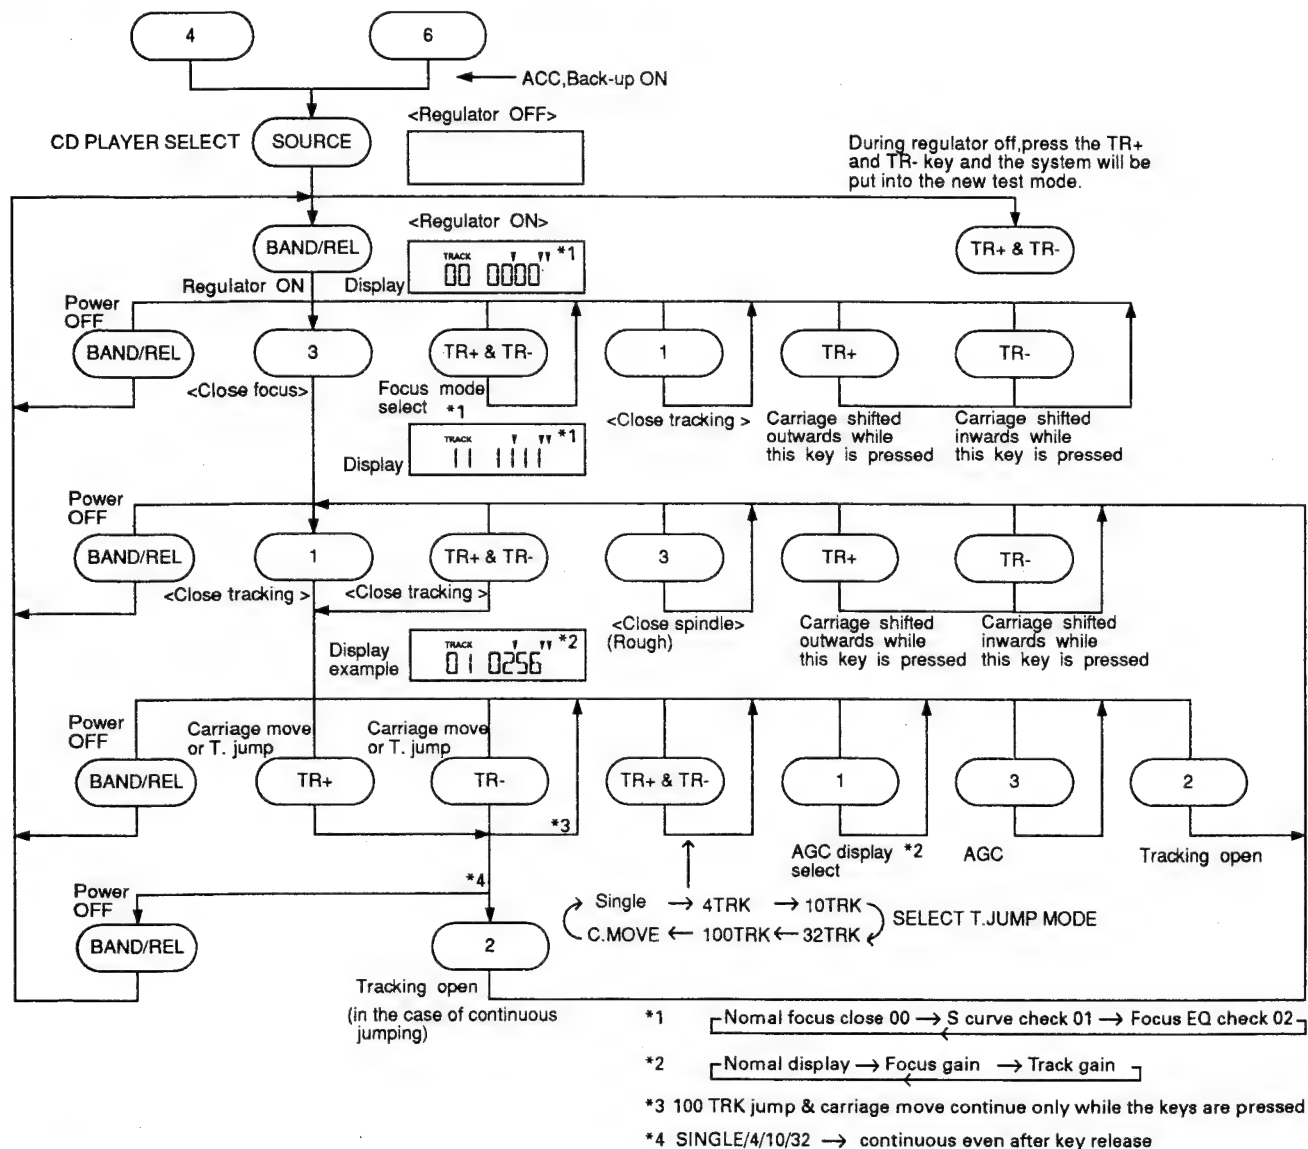 4
6
ACC,Back-up ON
<Regulator OFF>
CD PLAYER SELECT
SOURCE
During regulator off,press the TR+
and TR- key and the system will be
put into the new test mode.
BAND/REL
<Regulator ON>
TRACK
*1
00 0000
TR+ & TR-
Regulator ON
Display
Power
OFF
BAND/REL
3
TR+ & TR-
1
TR+
TR-
<Close focus>
Focus mode
select *1
<Close tracking >
Carriage shifted
outwards while
this key is pressed
Carriage shifted
inwards while
this key is pressed
Display
TRACK
*1
11 1111
Power
OFF
BAND/REL
1
TR+ & TR-
3
TR+
TR-
<Close tracking >
<Close tracking >
<Close spindle>
(Rough)
Carriage shifted
outwards while
this key is pressed
Carriage shifted
inwards while
this key is pressed
Display
example
TRACK
*2
01 0256
Power
OFF
Carriage move
or T. jump
Carriage move
or T. jump
BAND/REL
TR+
TR-
TR+ & TR-
1
3
2
*3
AGC display *2
select
AGC
Tracking open
*4
Power
OFF
BAND/REL
2
Single → 4TRK → 10TRK
C.MOVE ← 100TRK ← 32TRK
SELECT T.JUMP MODE
Tracking open
(in the case of continuous
jumping)
*1 Nomal focus close 00 → S curve check 01 → Focus EQ check 02
*2 Nomal display → Focus gain → Track gain
*3 100 TRK jump & carriage move continue only while the keys are pressed
*4 SINGLE/4/10/32 → continuous even after key release